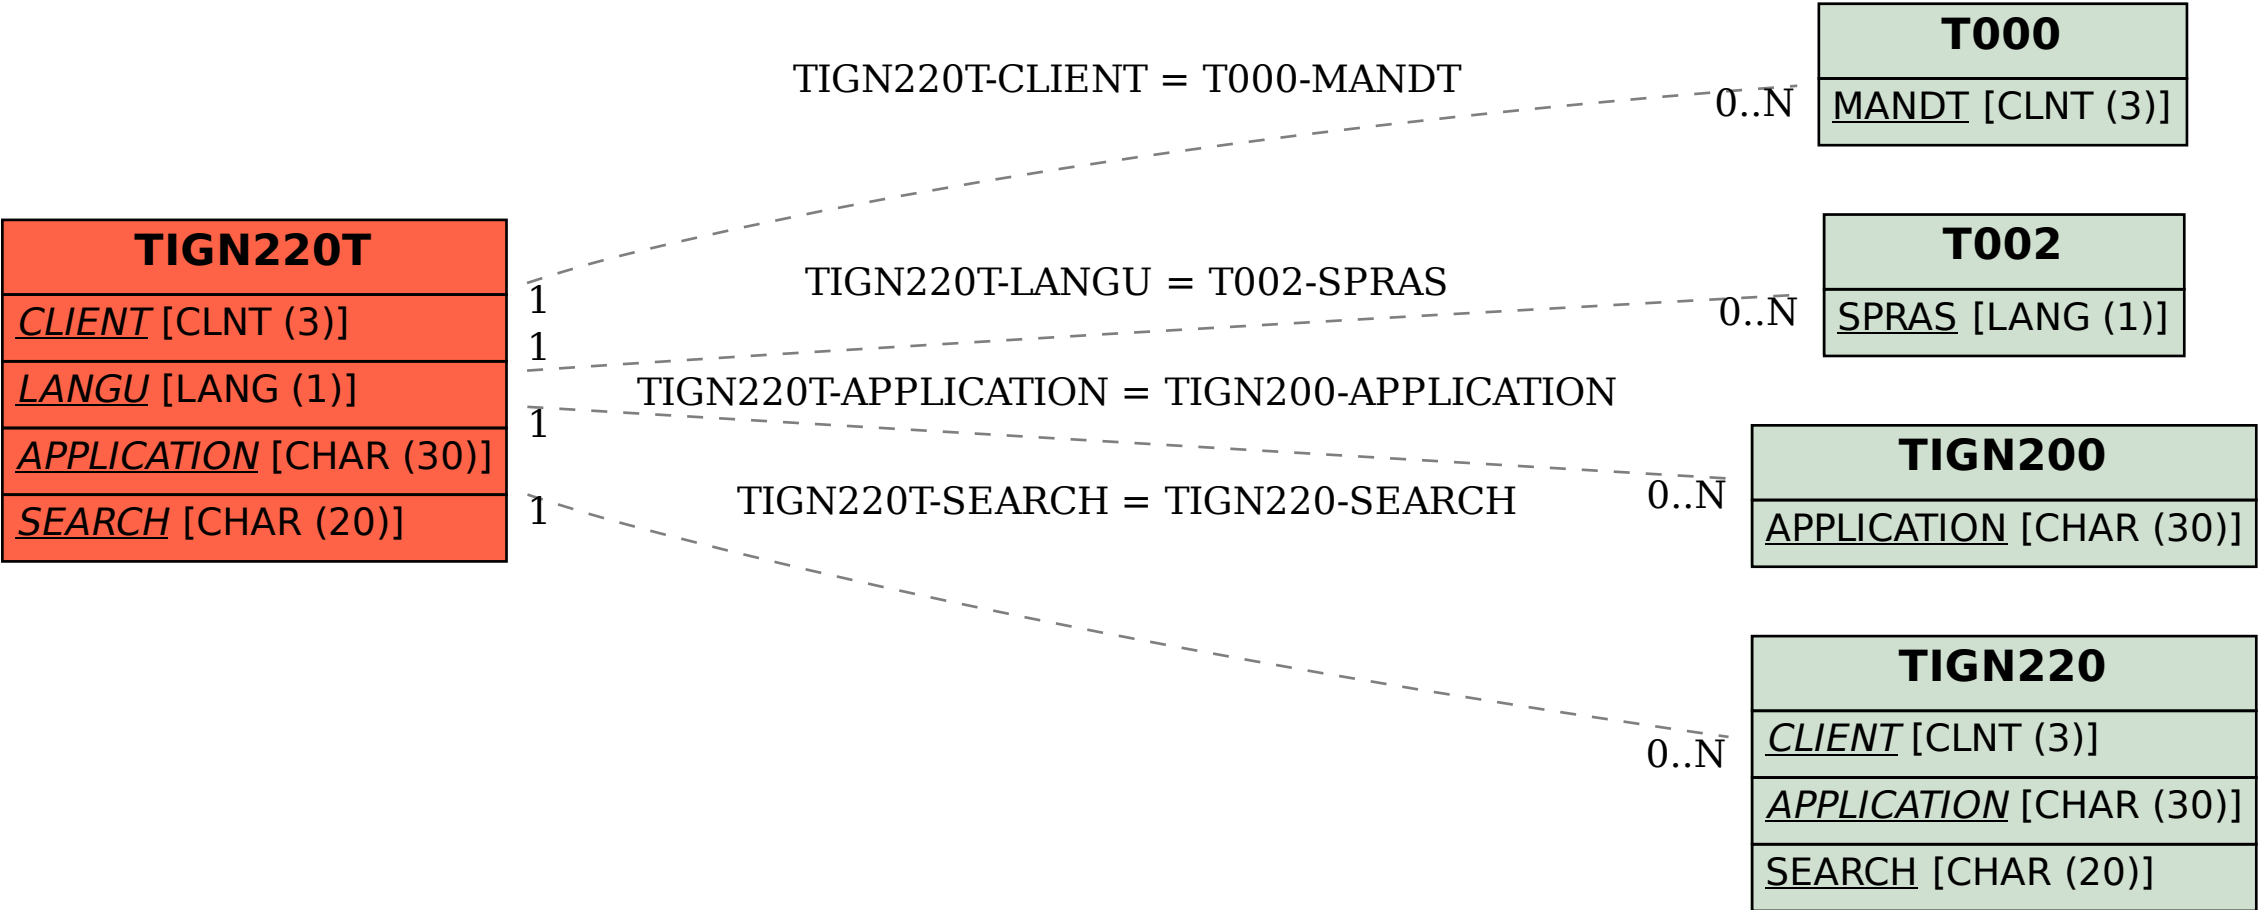 TIGN220T
CLIENT [CLNT (3)]
LANGU [LANG (1)]
APPLICATION [CHAR (30)]
SEARCH [CHAR (20)]
TIGN220T-CLIENT = T000-MANDT
1
0..N
TIGN220T-LANGU = T002-SPRAS
1
0..N
TIGN220T-APPLICATION = TIGN200-APPLICATION
1
0..N
TIGN220T-SEARCH = TIGN220-SEARCH
1
0..N
T000
MANDT [CLNT (3)]
T002
SPRAS [LANG (1)]
TIGN200
APPLICATION [CHAR (30)]
TIGN220
CLIENT [CLNT (3)]
APPLICATION [CHAR (30)]
SEARCH [CHAR (20)]